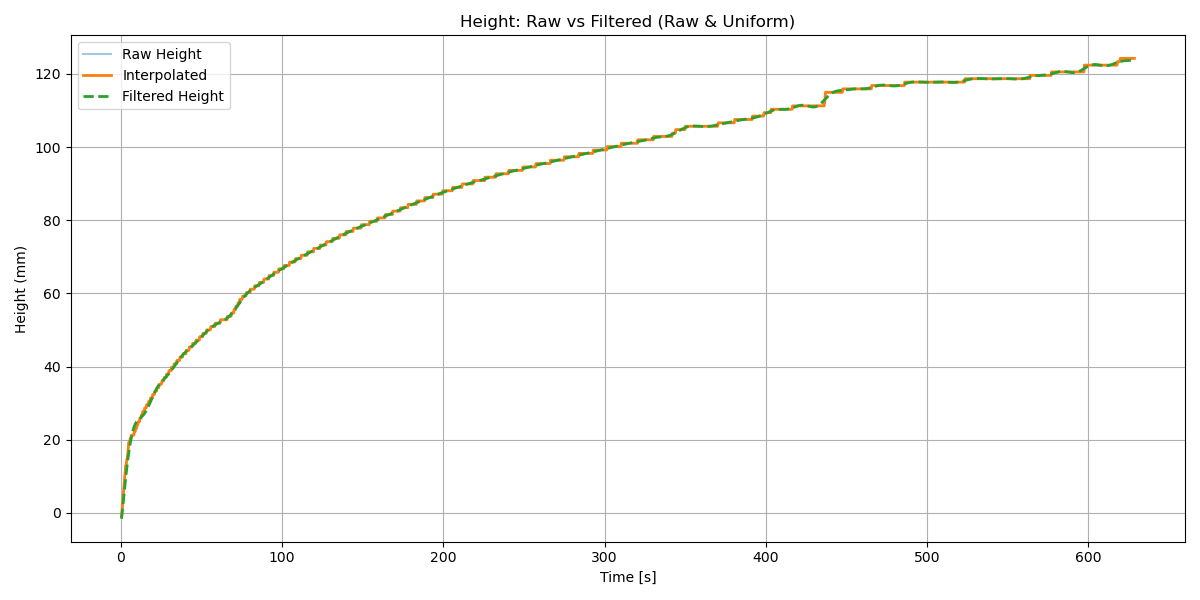 Height: Raw vs Filtered (Raw & Uniform)
Raw Height
Interpolated
Filtered Height
Height (mm)
120
100
80
60
40
20
0
0 100 200 300 400 500 600
Time [s]